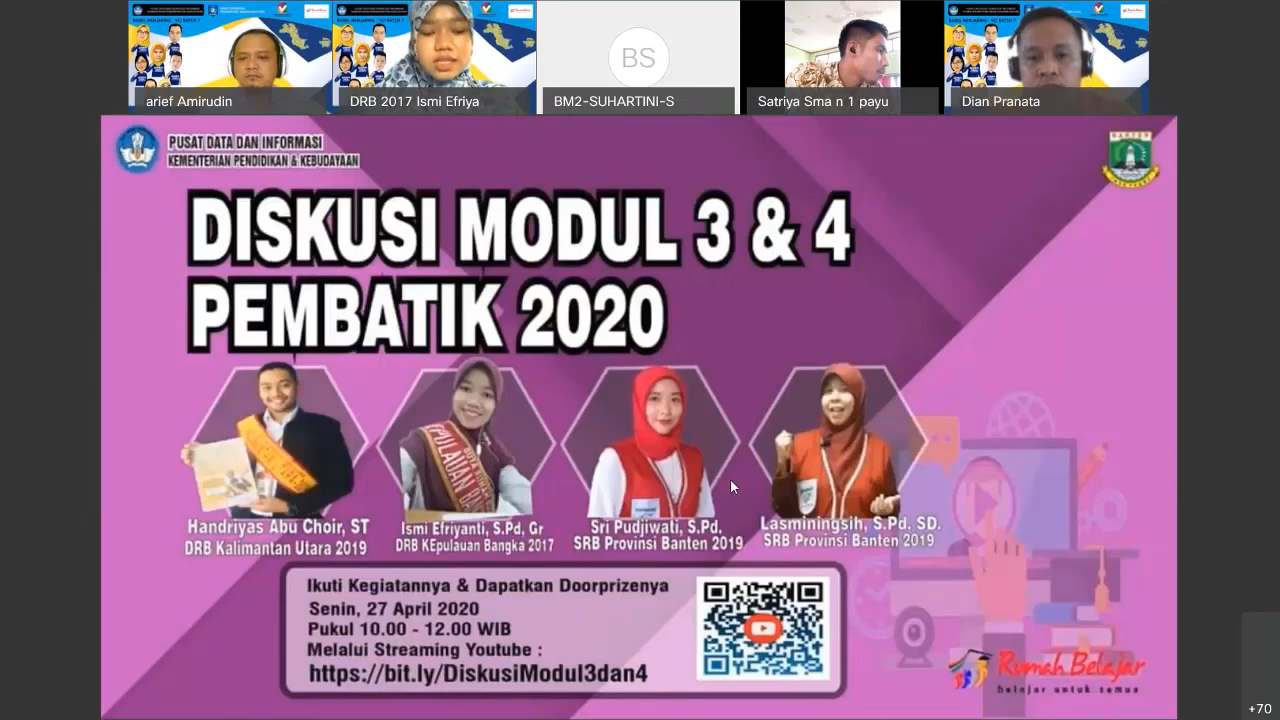 arief Amirudin
DRB 2017 Ismi Efriya
BS
BM2-SUHARTINI-S
Satriya Sma n 1 payu
Dian Pranata
PUSAT DATA DAN INFORMASI
KEMENTERIAN PENDIDIKAN & KEBUDAYAAN
BANTEN
DISKUSI MODUL 3 & 4
PEMBATIK 2020
Handriyas Abu Choir, ST
DRB Kalimantan Utara 2019
Ismi Efriyanti, S.Pd, Gr
DRB KEpulauan Bangka 2017
Sri Pudjiwati, S.Pd.
SRB Provinsi Banten 2019
Lasminingsih, S.Pd. SD.
SRB Provinsi Banten 2019
Ikuti Kegiatannya & Dapatkan Doorprizenya
Senin, 27 April 2020
Pukul 10.00 - 12.00 WIB
Melalui Streaming Youtube :
https://bit.ly/DiskusiModul3dan4
Rumah Belajar
belajar untuk semua
+70